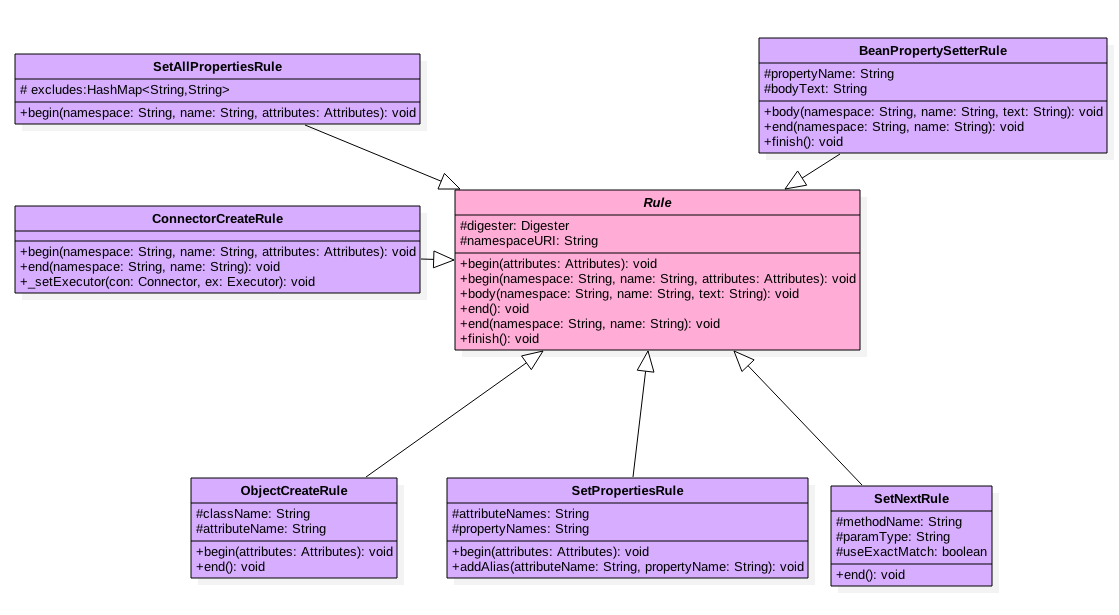 SetAllPropertiesRule
# excludes:HashMap<String,String>
+begin(namespace: String, name: String, attributes: Attributes): void
BeanPropertySetterRule
#propertyName: String
#bodyText: String
+body(namespace: String, name: String, text: String): void
+end(namespace: String, name: String): void
+finish(): void
ConnectorCreateRule
+begin(namespace: String, name: String, attributes: Attributes): void
+end(namespace: String, name: String): void
+_setExecutor(con: Connector, ex: Executor): void
Rule
#digester: Digester
#namespaceURI: String
+begin(attributes: Attributes): void
+begin(namespace: String, name: String, attributes: Attributes): void
+body(namespace: String, name: String, text: String): void
+end(): void
+end(namespace: String, name: String): void
+finish(): void
ObjectCreateRule
#className: String
#attributeName: String
+begin(attributes: Attributes): void
+end(): void
SetPropertiesRule
#attributeNames: String
#propertyNames: String
+begin(attributes: Attributes): void
+addAlias(attributeName: String, propertyName: String): void
SetNextRule
#methodName: String
#paramType: String
#useExactMatch: boolean
+end(): void